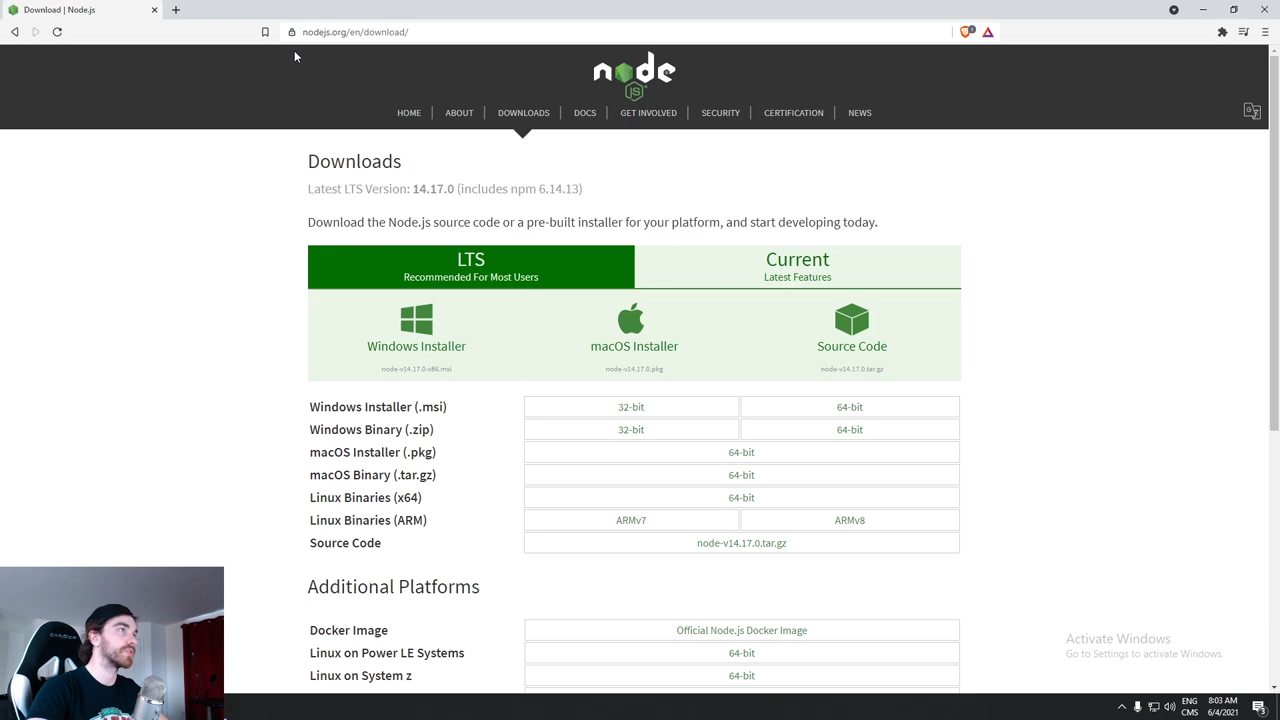 Download | Node.js
nodejs.org/en/download/
node
JS
HOME ABOUT DOWNLOADS DOCS GET INVOLVED SECURITY CERTIFICATION NEWS
Downloads
Latest LTS Version: 14.17.0 (includes npm 6.14.13)
Download the Node.js source code or a pre-built installer for your platform, and start developing today.
LTS
Recommended For Most Users
Current
Latest Features
Windows Installer
node-v14.17.0-x86.msi
macOS Installer
node-v14.17.0.pkg
Source Code
node-v14.17.0.tar.gz
Windows Installer (.msi) 32-bit 64-bit
Windows Binary (.zip) 32-bit 64-bit
macOS Installer (.pkg) 64-bit
macOS Binary (.tar.gz) 64-bit
Linux Binaries (x64) 64-bit
Linux Binaries (ARM) ARMv7 ARMv8
Source Code node-v14.17.0.tar.gz
Additional Platforms
Docker Image Official Node.js Docker Image
Linux on Power LE Systems 64-bit
Linux on System z 64-bit
Activate Windows
Go to Settings to activate Windows.
ENG 8:03 AM
CMS 6/4/2021
3